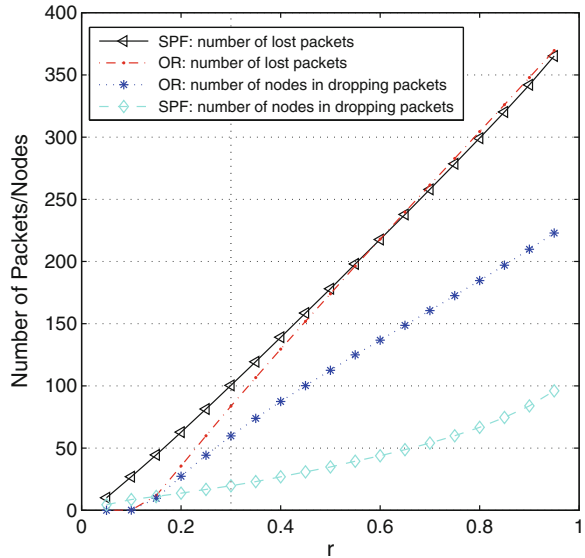 400
350
300
250
200
150
100
50
0
Number of Packets/Nodes
SPF: number of lost packets
OR: number of lost packets
OR: number of nodes in dropping packets
SPF: number of nodes in dropping packets
0
0.2
0.4
0.6
0.8
1
r